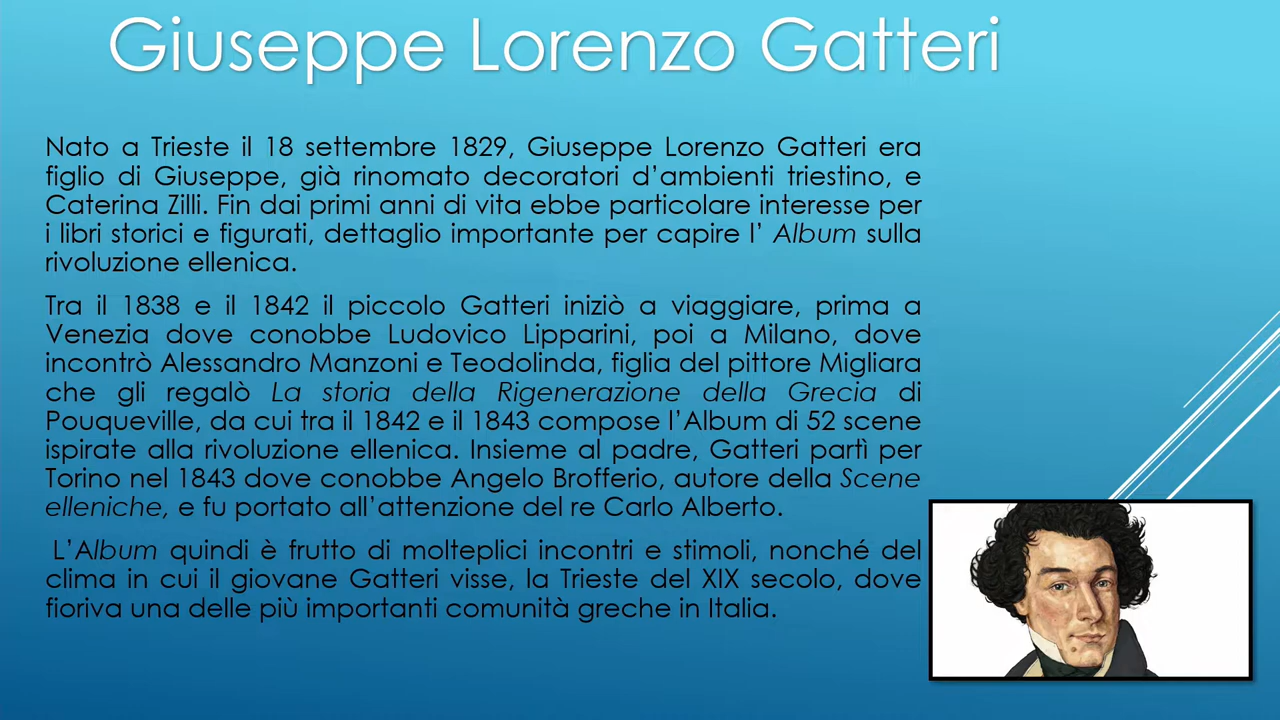 Giuseppe Lorenzo Gatteri
Nato a Trieste il 18 settembre 1829, Giuseppe Lorenzo Gatteri era
figlio di Giuseppe, già rinomato decoratori d’ambienti triestino, e
Caterina Zilli. Fin dai primi anni di vita ebbe particolare interesse per
i libri storici e figurati, dettaglio importante per capire l’ Album sulla
rivoluzione ellenica.
Tra il 1838 e il 1842 il piccolo Gatteri iniziò a viaggiare, prima a
Venezia dove conobbe Ludovico Lipparini, poi a Milano, dove
incontrò Alessandro Manzoni e Teodolinda, figlia del pittore Migliara
che gli regalò La storia della Rigenerazione della Grecia di
Pouqueville, da cui tra il 1842 e il 1843 compose l’Album di 52 scene
ispirate alla rivoluzione ellenica. Insieme al padre, Gatteri partì per
Torino nel 1843 dove conobbe Angelo Brofferio, autore della Scene
elleniche, e fu portato all’attenzione del re Carlo Alberto.
L’Album quindi è frutto di molteplici incontri e stimoli, nonché del
clima in cui il giovane Gatteri visse, la Trieste del XIX secolo, dove
fioriva una delle più importanti comunità greche in Italia.